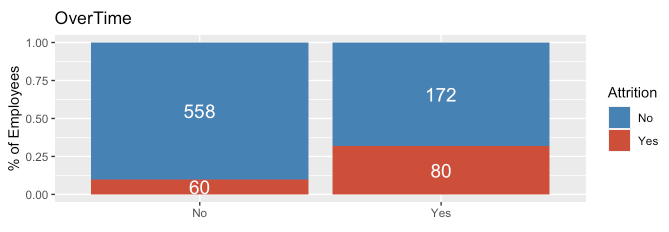 OverTime
% of Employees
1.00
0.75
0.50
0.25
0.00
558
172
60
80
No
Yes
Attrition
No
Yes